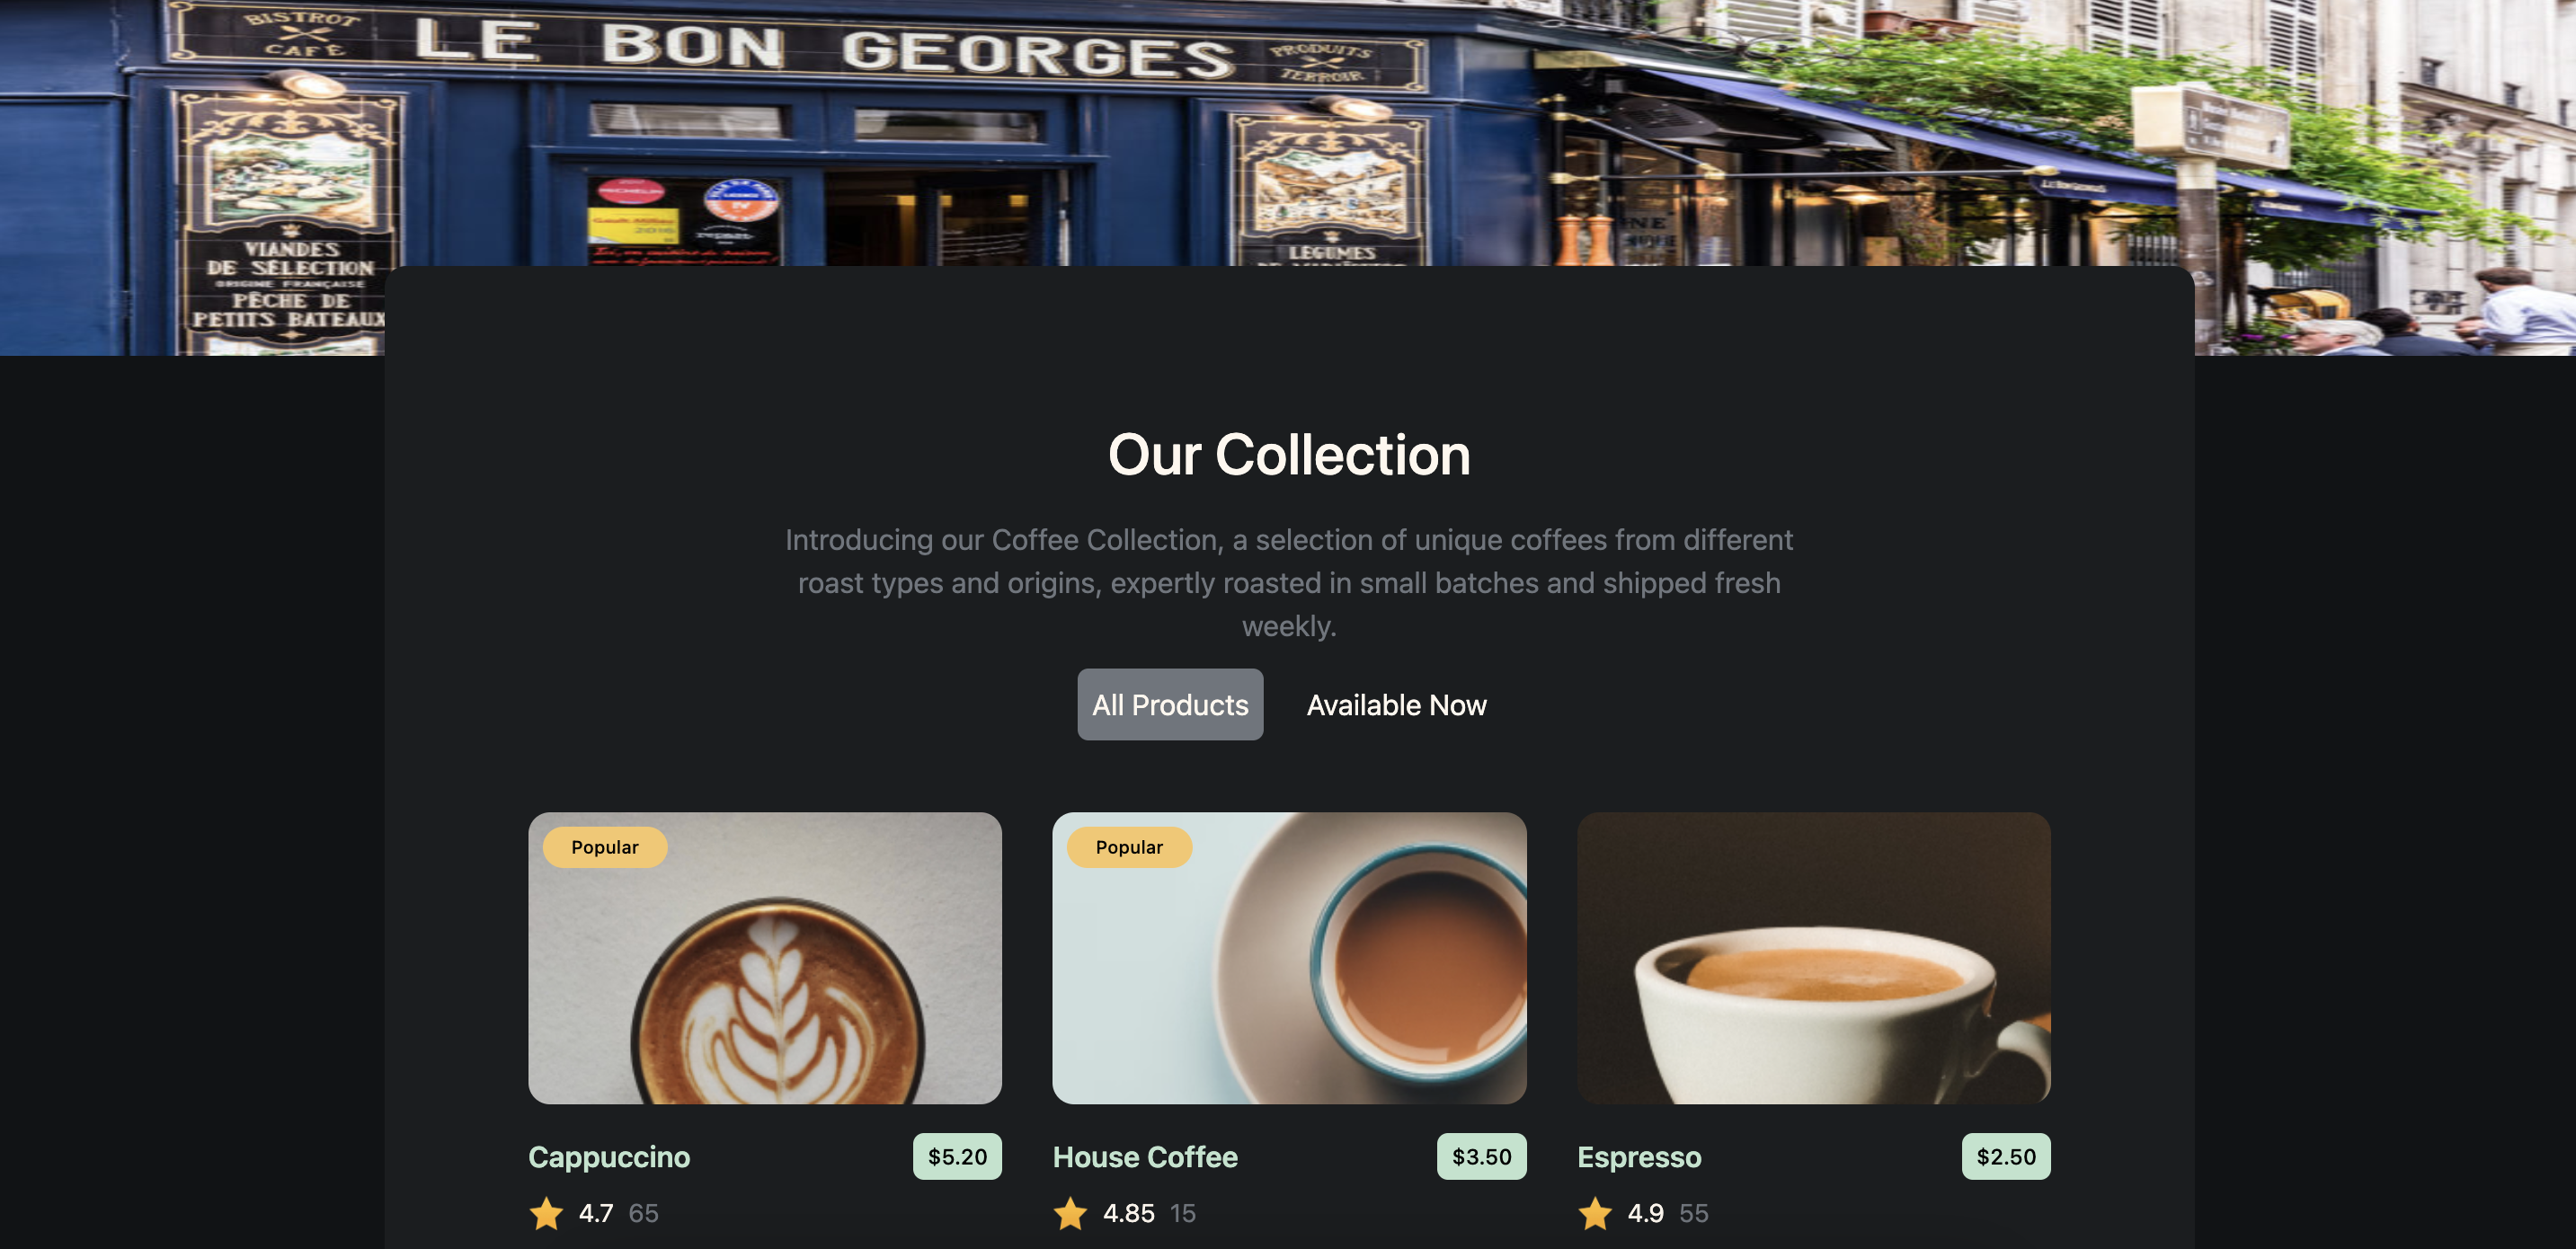 BISTROT
CAFÉ
LE BON GEORGES
PRODUITS
TERROIR
MICHELIN
IV
VIANDES
DE SÉLECTION
ORIGINE FRANÇAISE
PÊCHE DE
PETITS BATEAUX
LÉGUMES
Our Collection
Introducing our Coffee Collection, a selection of unique coffees from different
roast types and origins, expertly roasted in small batches and shipped fresh
weekly.
All Products
Available Now
Popular
Popular
Cappuccino
$5.20
House Coffee
$3.50
Espresso
$2.50
4.7 65
4.85 15
4.9 55